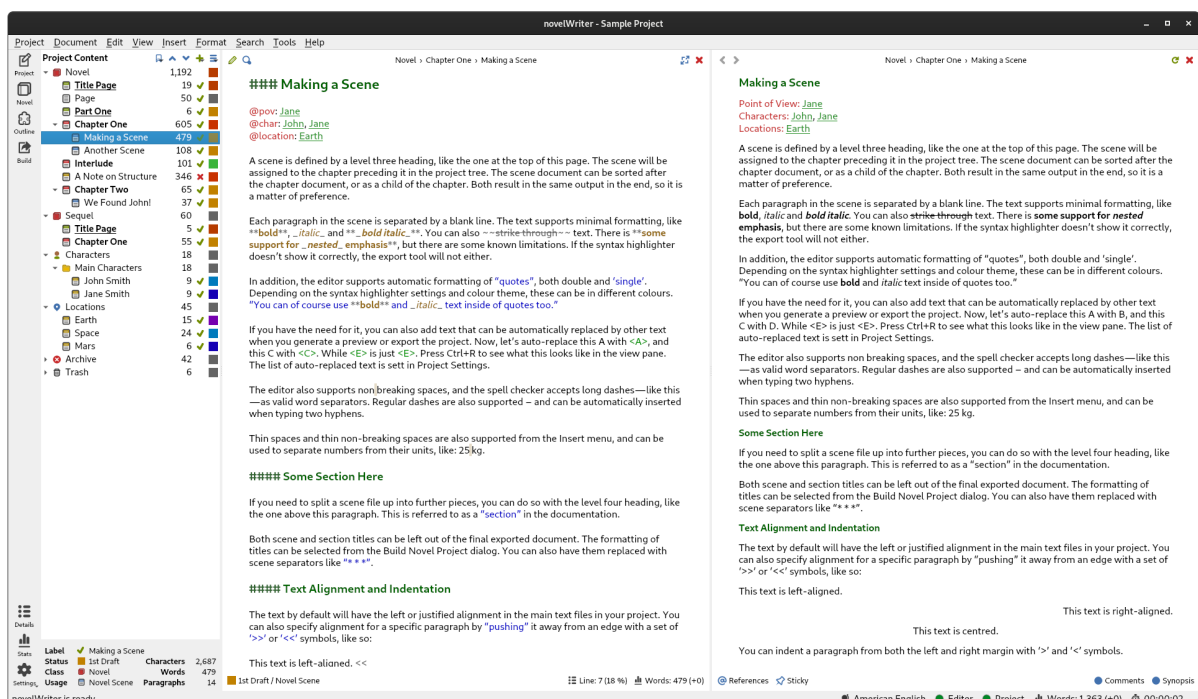 novelWriter - Sample Project
Project Document Edit View Insert Format Search Tools Help
Project
Novel
Outline
Build
Details
Stats
Settings
Project Content
Novel 1,192
Title Page 19
Page 50
Part One 6
Chapter One 605
Making a Scene 479
Another Scene 108
Interlude 101
A Note on Structure 346
Chapter Two 65
We Found John! 37
Sequel 60
Title Page 5
Chapter One 55
Characters 18
Main Characters 18
John Smith 9
Jane Smith 9
Locations 45
Earth 15
Space 24
Mars 6
Archive 42
Trash 6
Label Making a Scene
Status 1st Draft Characters 2,687
Class Novel Words 479
Usage Novel Scene Paragraphs 14
Novel › Chapter One › Making a Scene
### Making a Scene
@pov: Jane
@char: John, Jane
@location: Earth
A scene is defined by a level three heading, like the one at the top of this page. The scene will be
assigned to the chapter preceding it in the project tree. The scene document can be sorted after
the chapter document, or as a child of the chapter. Both result in the same output in the end, so it is
a matter of preference.
Each paragraph in the scene is separated by a blank line. The text supports minimal formatting, like
**bold**, _italic_ and **_bold italic_**. You can also ~~strike through~~ text. There is **some
support for _nested_ emphasis**, but there are some known limitations. If the syntax highlighter
doesn’t show it correctly, the export tool will not either.
In addition, the editor supports automatic formatting of “quotes”, both double and ‘single’.
Depending on the syntax highlighter settings and colour theme, these can be in different colours.
“You can of course use **bold** and _italic_ text inside of quotes too.”
If you have the need for it, you can also add text that can be automatically replaced by other text
when you generate a preview or export the project. Now, let’s auto-replace this A with <A>, and
this C with <C>. While <E> is just <E>. Press Ctrl+R to see what this looks like in the view pane.
The list of auto-replaced text is sett in Project Settings.
The editor also supports non breaking spaces, and the spell checker accepts long dashes—like this
—as valid word separators. Regular dashes are also supported – and can be automatically inserted
when typing two hyphens.
Thin spaces and thin non-breaking spaces are also supported from the Insert menu, and can be
used to separate numbers from their units, like: 25 kg.
#### Some Section Here
If you need to split a scene file up into further pieces, you can do so with the level four heading, like
the one above this paragraph. This is referred to as a “section” in the documentation.
Both scene and section titles can be left out of the final exported document. The formatting of
titles can be selected from the Build Novel Project dialog. You can also have them replaced with
scene separators like “* * *”.
#### Text Alignment and Indentation
The text by default will have the left or justified alignment in the main text files in your project. You
can also specify alignment for a specific paragraph by “pushing” it away from an edge with a set of
‘>>’ or ‘<<’ symbols, like so:
This text is left-aligned. <<
1st Draft / Novel Scene
Line: 7 (18 %) Words: 479 (+0)
Novel › Chapter One › Making a Scene
Making a Scene
Point of View: Jane
Characters: John, Jane
Locations: Earth
A scene is defined by a level three heading, like the one at the top of this page. The scene will be
assigned to the chapter preceding it in the project tree. The scene document can be sorted after the
chapter document, or as a child of the chapter. Both result in the same output in the end, so it is a
matter of preference.
Each paragraph in the scene is separated by a blank line. The text supports minimal formatting, like
bold, italic and bold italic. You can also strike through text. There is some support for nested
emphasis, but there are some known limitations. If the syntax highlighter doesn’t show it correctly,
the export tool will not either.
In addition, the editor supports automatic formatting of “quotes”, both double and ‘single’.
Depending on the syntax highlighter settings and colour theme, these can be in different colours.
“You can of course use bold and italic text inside of quotes too.”
If you have the need for it, you can also add text that can be automatically replaced by other text
when you generate a preview or export the project. Now, let’s auto-replace this A with B, and this
C with D. While <E> is just <E>. Press Ctrl+R to see what this looks like in the view pane. The list of
auto-replaced text is sett in Project Settings.
The editor also supports non breaking spaces, and the spell checker accepts long dashes—like this
—as valid word separators. Regular dashes are also supported – and can be automatically inserted
when typing two hyphens.
Thin spaces and thin non-breaking spaces are also supported from the Insert menu, and can be
used to separate numbers from their units, like: 25 kg.
Some Section Here
If you need to split a scene file up into further pieces, you can do so with the level four heading, like
the one above this paragraph. This is referred to as a “section” in the documentation.
Both scene and section titles can be left out of the final exported document. The formatting of
titles can be selected from the Build Novel Project dialog. You can also have them replaced with
scene separators like “* * *”.
Text Alignment and Indentation
The text by default will have the left or justified alignment in the main text files in your project. You
can also specify alignment for a specific paragraph by “pushing” it away from an edge with a set of
‘>>’ or ‘<<’ symbols, like so:
This text is left-aligned.
This text is right-aligned.
This text is centred.
You can indent a paragraph from both the left and right margin with ‘>’ and ‘<’ symbols.
References Sticky
Comments Synopsis
novelWriter is ready
American English Editor Project Words: 1,363 (+0) 00:00:01